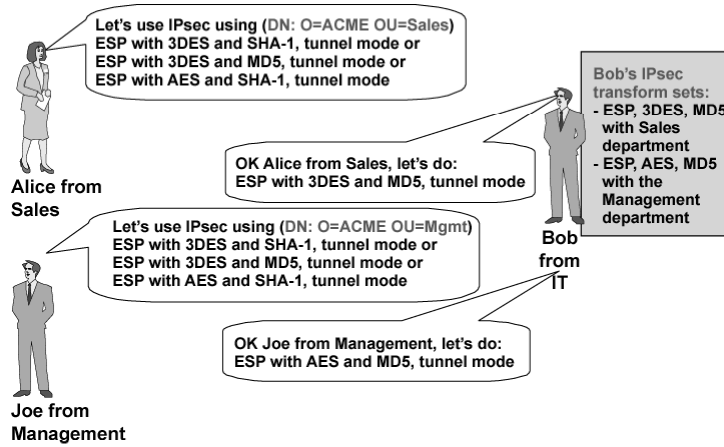 Let's use IPsec using (DN: O=ACME OU=Sales)
ESP with 3DES and SHA-1, tunnel mode or
ESP with 3DES and MD5, tunnel mode or
ESP with AES and SHA-1, tunnel mode
Alice from
Sales
Bob's IPsec
transform sets:
- ESP, 3DES, MD5
with Sales
department
- ESP, AES, MD5
with the
Management
department
OK Alice from Sales, let's do:
ESP with 3DES and MD5, tunnel mode
Bob
from
IT
Let's use IPsec using (DN: O=ACME OU=Mgmt)
ESP with 3DES and SHA-1, tunnel mode or
ESP with 3DES and MD5, tunnel mode or
ESP with AES and SHA-1, tunnel mode
OK Joe from Management, let's do:
ESP with AES and MD5, tunnel mode
Joe from
Management